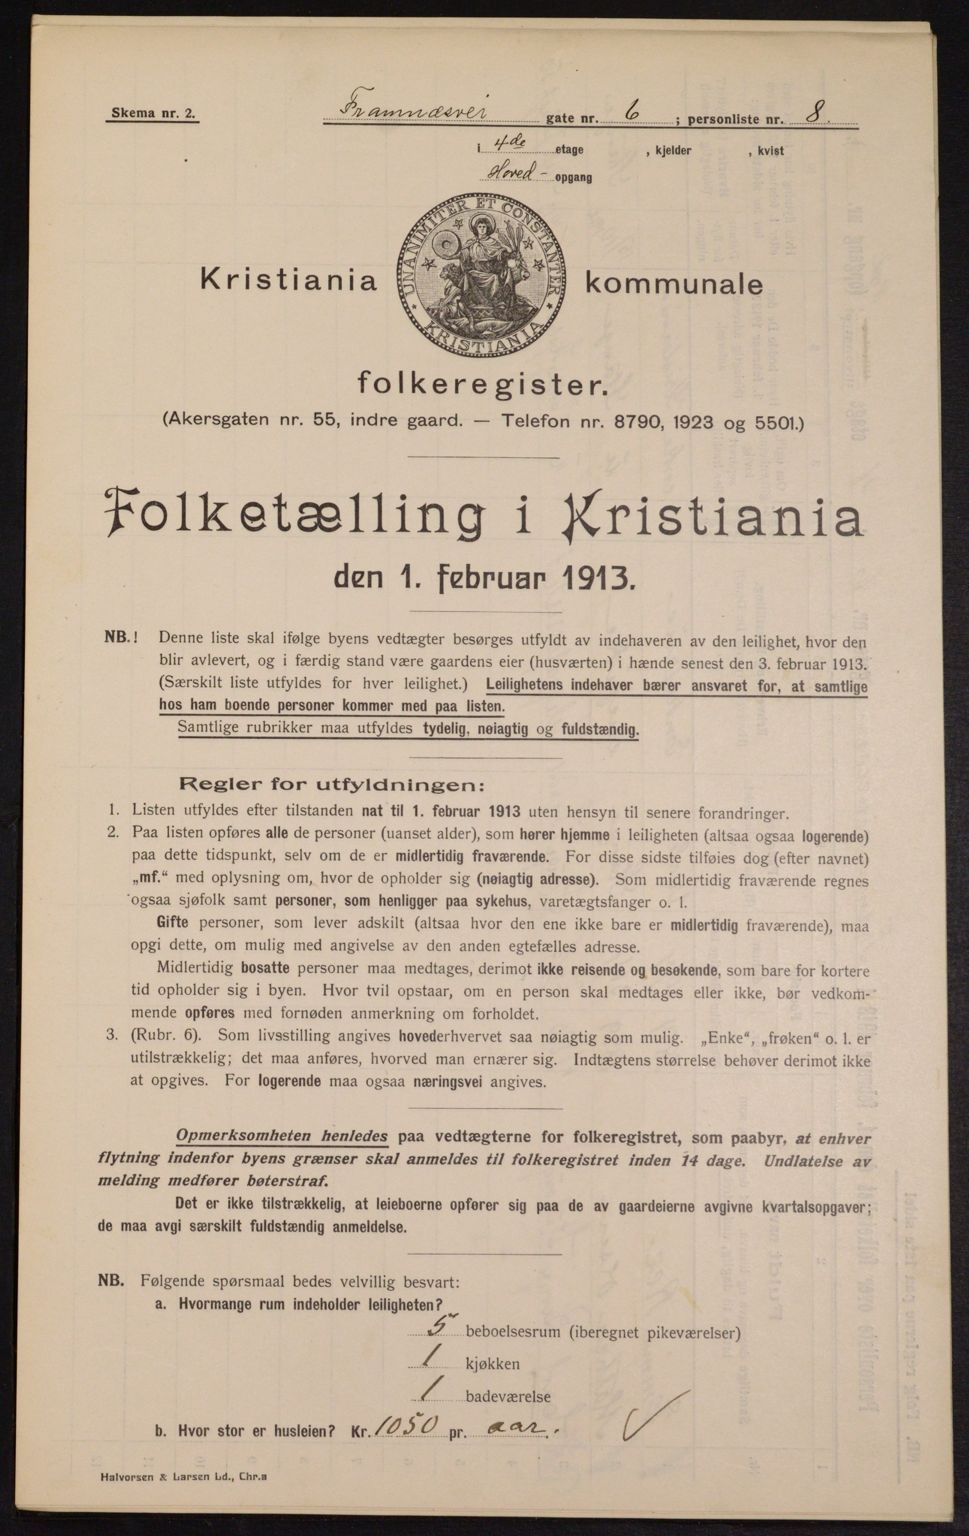 Skema nr. 2.
Framnæsvei gate nr. 6 ; personliste nr. 8.
i 4de etage , kjelder , kvist
Hoved- opgang
UNANIMITER ET CONSTANTER
KRISTIANIA
Kristiania kommunale
folkeregister.
(Akersgaten nr. 55, indre gaard. — Telefon nr. 8790, 1923 og 5501.)
Folketælling i Kristiania
den 1. februar 1913.
NB.! Denne liste skal ifølge byens vedtægter besørges utfyldt av indehaveren av den leilighet, hvor den
blir avlevert, og i færdig stand være gaardens eier (husværten) i hænde senest den 3. februar 1913.
(Særskilt liste utfyldes for hver leilighet.) Leilighetens indehaver bærer ansvaret for, at samtlige
hos ham boende personer kommer med paa listen.
Samtlige rubrikker maa utfyldes tydelig, nøiagtig og fuldstændig.
Regler for utfyldningen:
1. Listen utfyldes efter tilstanden nat til 1. februar 1913 uten hensyn til senere forandringer.
2. Paa listen opføres alle de personer (uanset alder), som hører hjemme i leiligheten (altsaa ogsaa logerende)
paa dette tidspunkt, selv om de er midlertidig fraværende. For disse sidste tilføies dog (efter navnet)
„mf.“ med oplysning om, hvor de opholder sig (nøiagtig adresse). Som midlertidig fraværende regnes
ogsaa sjøfolk samt personer, som henligger paa sykehus, varetægtsfanger o. l.
Gifte personer, som lever adskilt (altsaa hvor den ene ikke bare er midlertidig fraværende), maa
opgi dette, om mulig med angivelse av den anden egtefælles adresse.
Midlertidig bosatte personer maa medtages, derimot ikke reisende og besøkende, som bare for kortere
tid opholder sig i byen. Hvor tvil opstaar, om en person skal medtages eller ikke, bør vedkom-
mende opføres med fornøden anmerkning om forholdet.
3. (Rubr. 6). Som livsstilling angives hovederhvervet saa nøiagtig som mulig. „Enke“, „frøken“ o. l. er
utilstrækkelig; det maa anføres, hvorved man ernærer sig. Indtægtens størrelse behøver derimot ikke
at opgives. For logerende maa ogsaa næringsvei angives.
Opmerksomheten henledes paa vedtægterne for folkeregistret, som paabyr, at enhver
flytning indenfor byens grænser skal anmeldes til folkeregistret inden 14 dage. Undlatelse av
melding medfører bøterstraf.
Det er ikke tilstrækkelig, at leieboerne opfører sig paa de av gaardeierne avgivne kvartalsopgaver;
de maa avgi særskilt fuldstændig anmeldelse.
NB. Følgende spørsmaal bedes velvillig besvart:
a. Hvormange rum indeholder leiligheten?
5 beboelsesrum (iberegnet pikeværelser)
1 kjøkken
1 badeværelse
b. Hvor stor er husleien? Kr. 1050 pr. aar.
Halvorsen & Larsen Ld., Chr.a